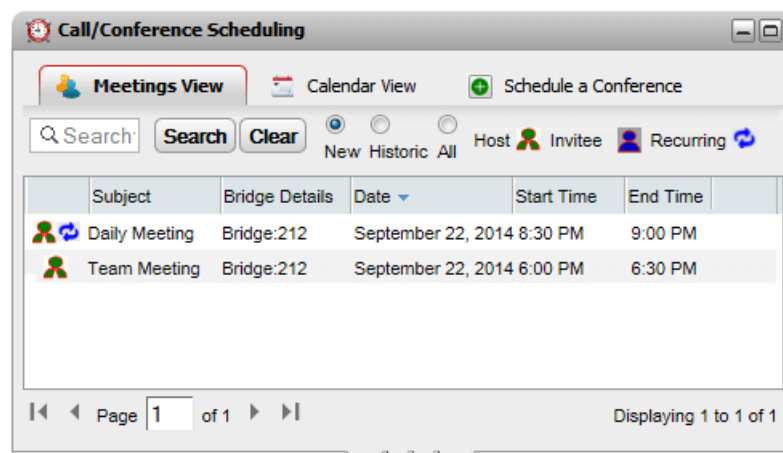 Call/Conference Scheduling
Meetings View Calendar View Schedule a Conference
Search Search Clear New Historic All Host Invitee Recurring
Subject Bridge Details Date Start Time End Time
Daily Meeting Bridge:212 September 22, 2014 8:30 PM 9:00 PM
Team Meeting Bridge:212 September 22, 2014 6:00 PM 6:30 PM
Page 1 of 1 Displaying 1 to 1 of 1